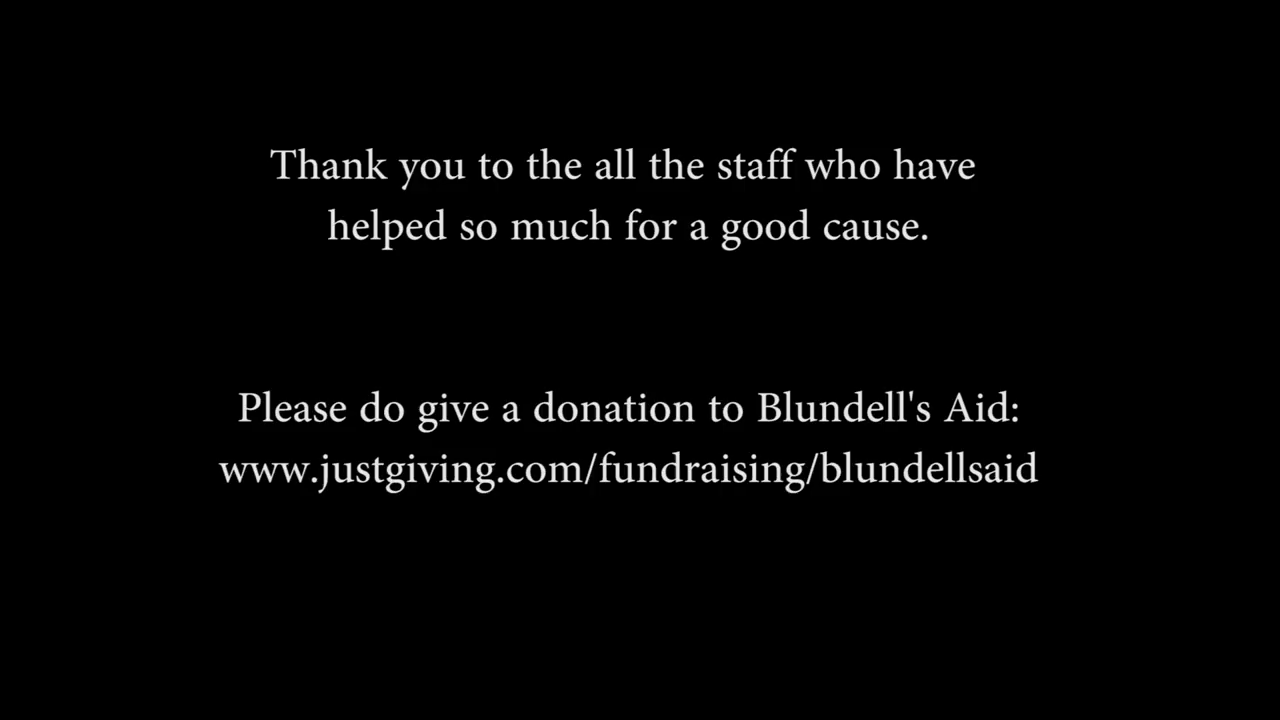 Thank you to the all the staff who have
helped so much for a good cause.
Please do give a donation to Blundell's Aid:
www.justgiving.com/fundraising/blundellsaid